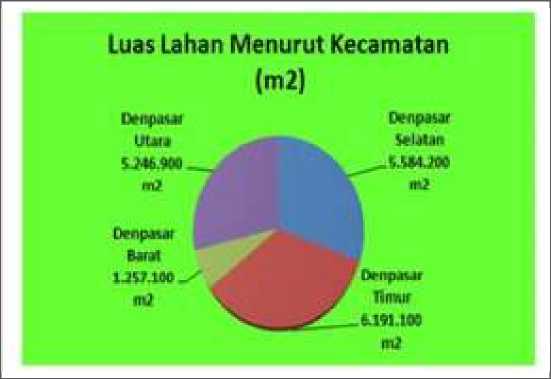 Luas Lahan Menurut Kecamatan
(m2)
Denpasar
Utara
5.246.900
m2
Denpasar
Selatan
5.584.200
m2
Denpasar
Barat
1.257.100
m2
Denpasar
Timur
6.191.100
m2